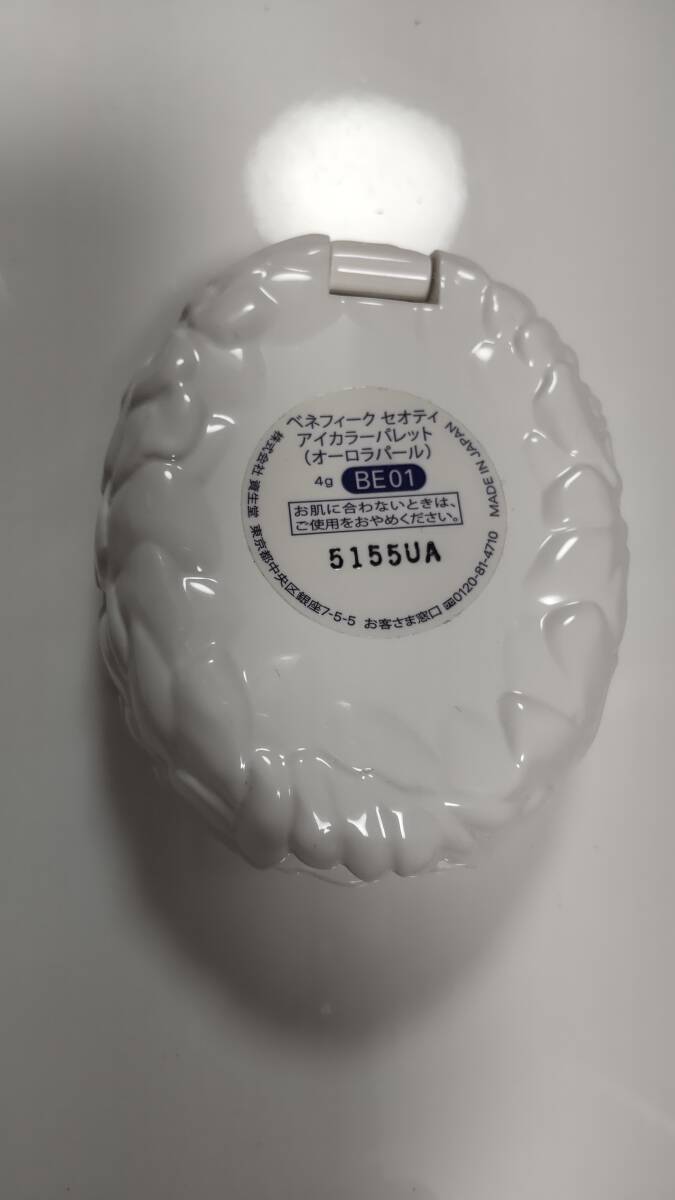 ベネフィーク セオティ
アイカラーパレット
(オーロラパール)
4g BE01
お肌に合わないときは、
ご使用をおやめください。
5155UA
株式会社 資生堂 東京都中央区銀座7-5-5 お客さま窓口 0120-81-4710 MADE IN JAPAN